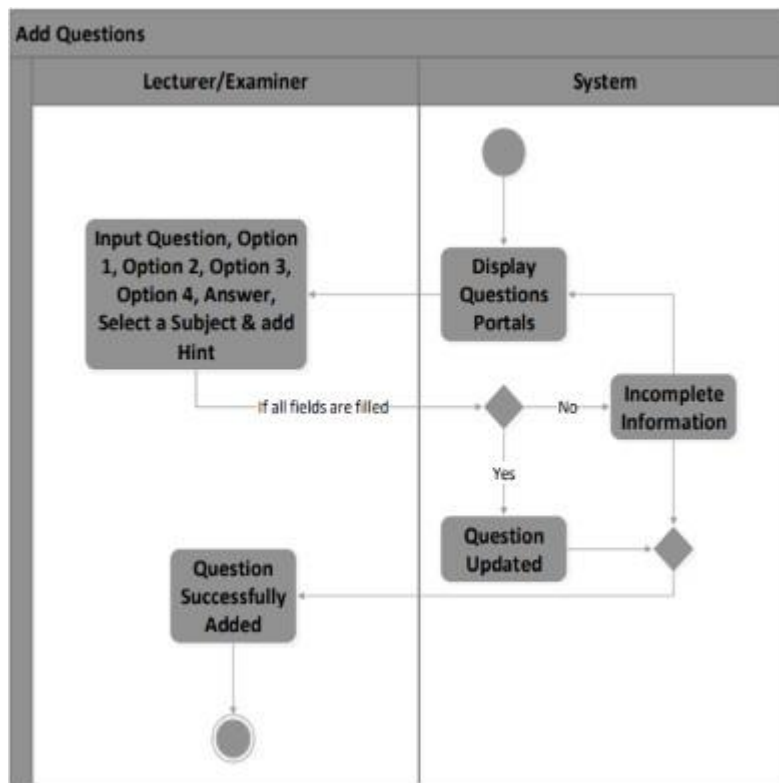 Add Questions
Lecturer/Examiner
System
Input Question, Option
1, Option 2, Option 3,
Option 4, Answer,
Select a Subject & add
Hint
Display
Questions
Portals
If all fields are filled
No
Incomplete
Information
Yes
Question
Updated
Question
Successfully
Added